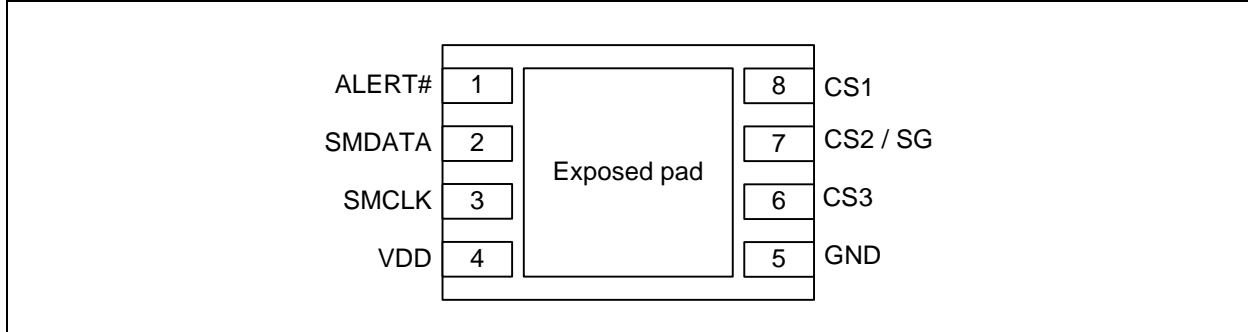 ALERT# 1
SMDATA 2
SMCLK 3
VDD 4
Exposed pad
8 CS1
7 CS2 / SG
6 CS3
5 GND